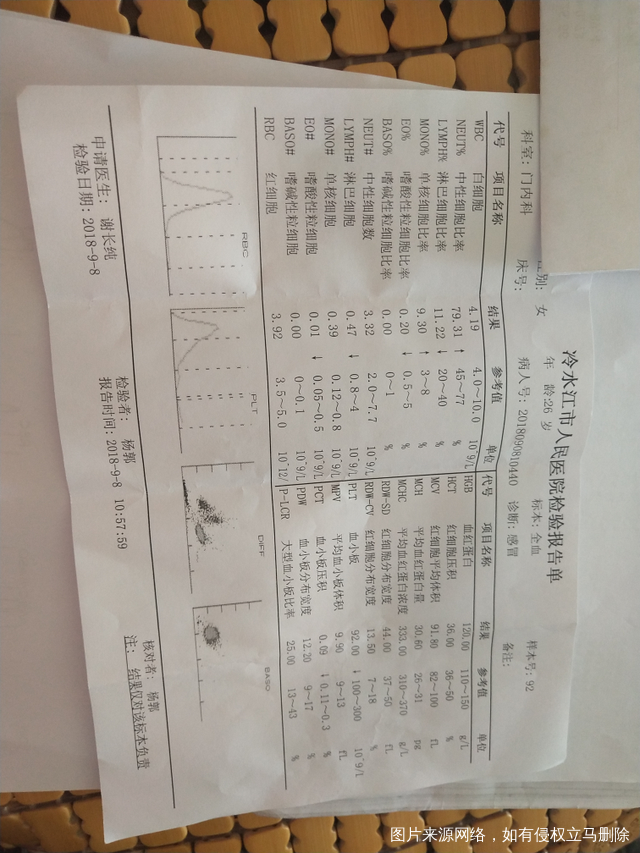 冷水江市人民医院检验报告单
性别: 女 年 龄:26 岁 标本: 全血 样本号: 92
科室: 门内科 床号: 病人号: 2018090810440 诊断: 感冒 备注:
代号 项目名称 结果 参考值 单位 代号 项目名称 结果 参考值 单位
WBC 白细胞 4.19 4.0~10.0 10^9/L HGB 血红蛋白 120.00 110~150 g/L
NEUT% 中性细胞比率 79.31 ↑ 45~77 % HCT 红细胞压积 36.00 36~50 %
LYMPH% 淋巴细胞比率 11.22 ↓ 20~40 % MCV 红细胞平均体积 91.80 82~100 fL
MONO% 单核细胞比率 9.30 ↑ 3~8 % MCH 平均血红蛋白量 30.60 26~31 pg
EO% 嗜酸性粒细胞比率 0.20 ↓ 0.5~5 % MCHC 平均血红蛋白浓度 333.00 310~370 g/L
BASO% 嗜碱性粒细胞比率 0.00 0~1 % RDW-SD 红细胞分布宽度 44.00 37~50 fL
NEUT# 中性细胞数 3.32 2.0~7.7 10^9/L RDW-CV 红细胞分布宽度 13.50 7~18 %
LYMPH# 淋巴细胞 0.47 ↓ 0.8~4 10^9/L PLT 血小板 92.00 ↓ 100~300 10^9/L
MONO# 单核细胞 0.39 0.12~0.8 10^9/L MPV 平均血小板体积 9.90 9~13 fL
EO# 嗜酸性粒细胞 0.01 ↓ 0.05~0.5 10^9/L PCT 血小板压积 0.09 ↓ 0.11~0.3 %
BASO# 嗜碱性粒细胞 0.00 0~0.1 10^9/L PDW 血小板分布宽度 12.20 9~17 %
RBC 红细胞 3.92 3.5~5.0 10^12/ P-LCR 大型血小板比率 25.00 13~43 %
RBC PLT DIFF BASO
申请医生: 谢长纯 检验者: 杨郭 核对者: 杨郭
检验日期: 2018-9-8 报告时间: 2018-9-8 10:57:59 注: 结果仅对该标本负责
图片来源网络，如有侵权立马删除